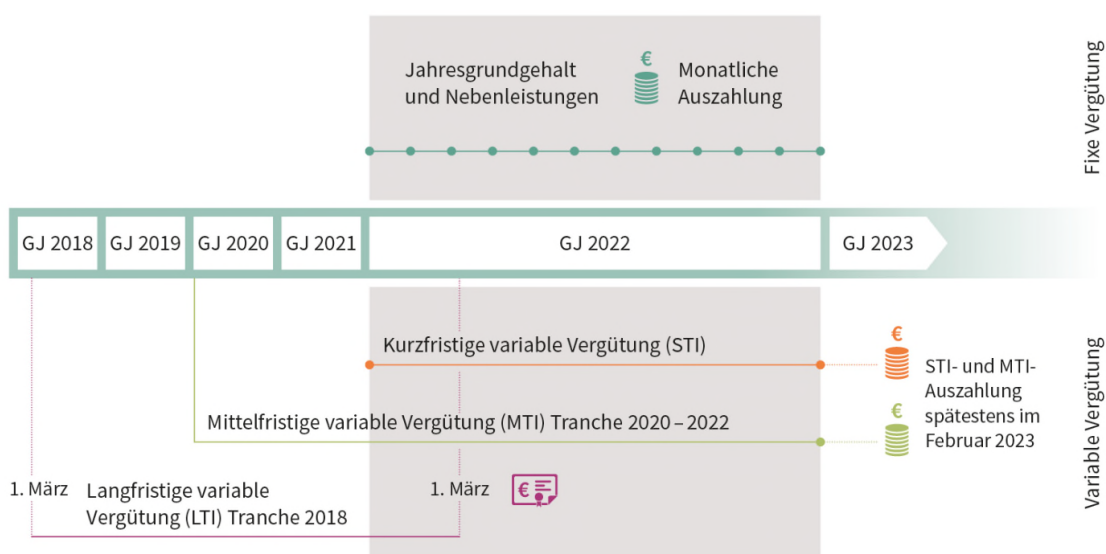 Jahresgrundgehalt
und Nebenleistungen
€
Monatliche
Auszahlung
Fixe Vergütung
GJ 2018
GJ 2019
GJ 2020
GJ 2021
GJ 2022
GJ 2023
Kurzfristige variable Vergütung (STI)
€
STI- und MTI-
Auszahlung
spätestens im
Februar 2023
€
Mittelfristige variable Vergütung (MTI) Tranche 2020 – 2022
Variable Vergütung
1. März
Langfristige variable
Vergütung (LTI) Tranche 2018
1. März
€